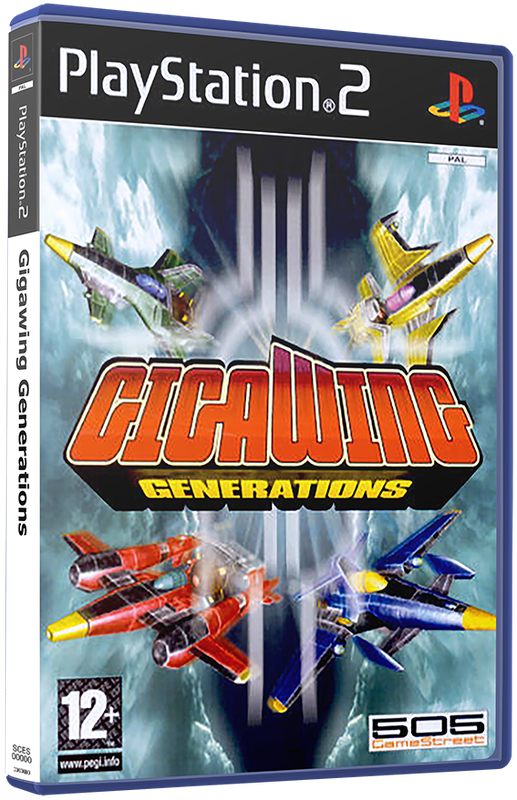 PlayStation®2
PAL
GIGAWING
GENERATIONS
12+
www.pegi.info
505
GameStreet
PAL
PlayStation®2
Gigawing Generations
SCES
00000